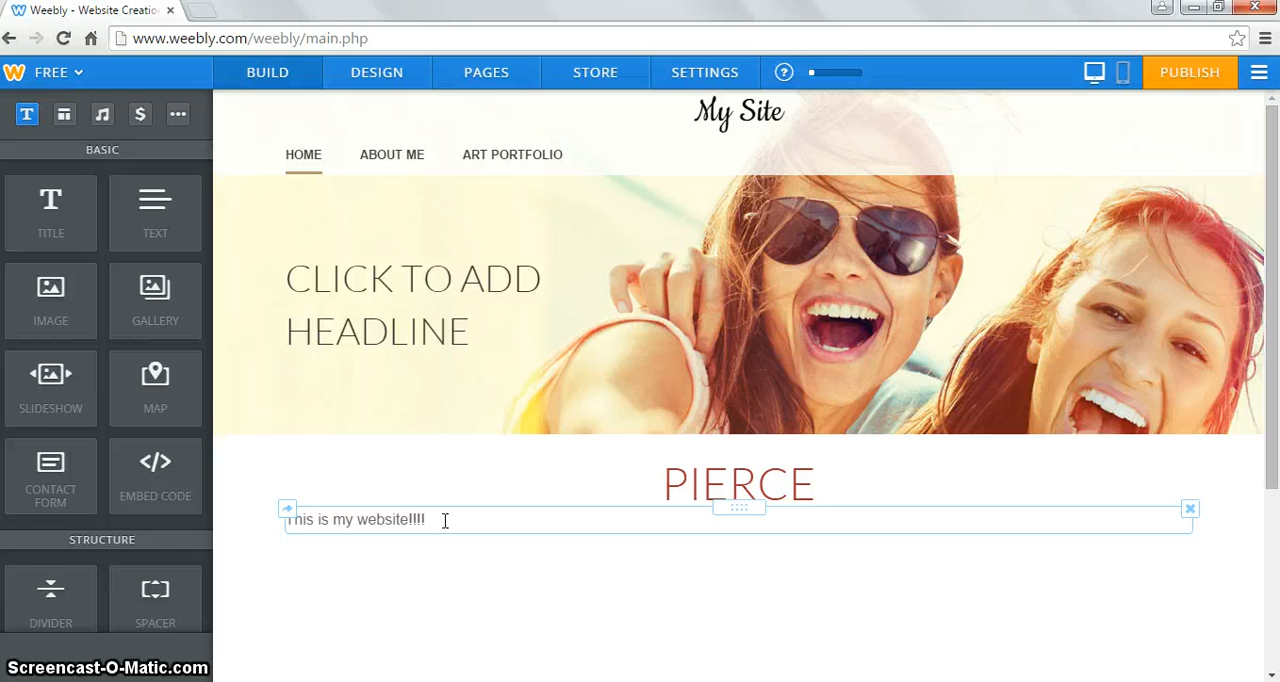 Weebly - Website Creatio
www.weebly.com/weebly/main.php
W FREE
BUILD
DESIGN
PAGES
STORE
SETTINGS
?
PUBLISH
T
$
BASIC
T
TITLE
TEXT
IMAGE
GALLERY
SLIDESHOW
MAP
CONTACT
FORM
</>
EMBED CODE
STRUCTURE
DIVIDER
SPACER
Screencast-O-Matic.com
My Site
HOME
ABOUT ME
ART PORTFOLIO
CLICK TO ADD
HEADLINE
PIERCE
This is my website!!!!